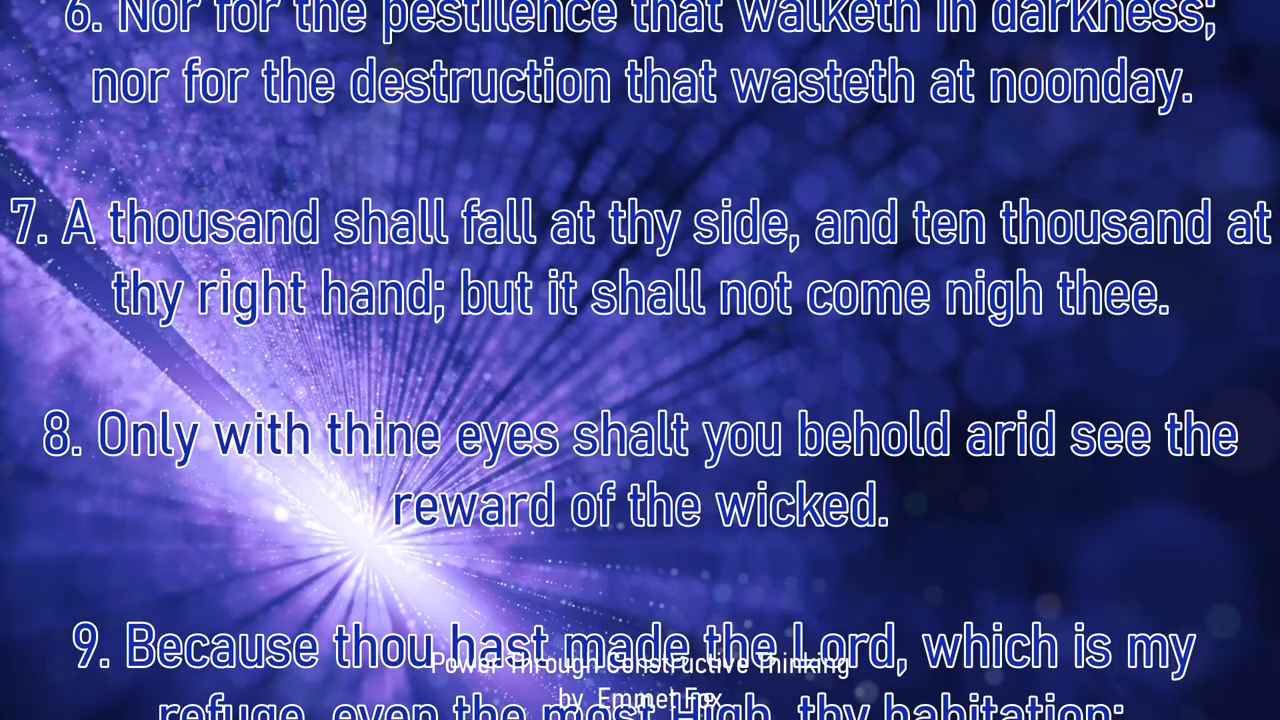 6. Nor for the pestilence that walketh in darkness;
nor for the destruction that wasteth at noonday.
7. A thousand shall fall at thy side, and ten thousand at
thy right hand; but it shall not come nigh thee.
8. Only with thine eyes shalt you behold arid see the
reward of the wicked.
9. Because thou hast made the Lord, which is my
Power Through Constructive Thinking
by Emmet Fox
refuge, even the most High, thy habitation;